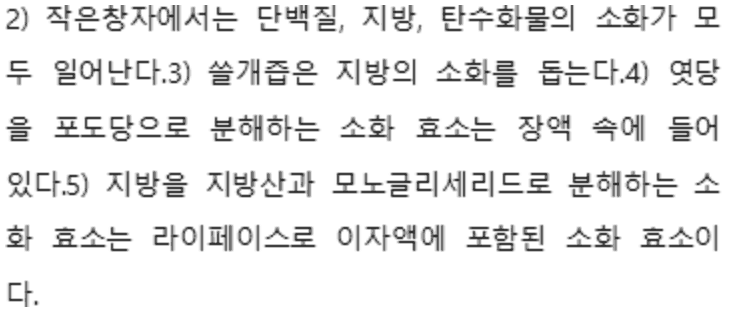 2) 작은창자에서는 단백질, 지방, 탄수화물의 소화가 모
두 일어난다.3) 쓸개즙은 지방의 소화를 돕는다.4) 엿당
을 포도당으로 분해하는 소화 효소는 장액 속에 들어
있다.5) 지방을 지방산과 모노글리세리드로 분해하는 소
화 효소는 라이페이스로 이자액에 포함된 소화 효소이
다.